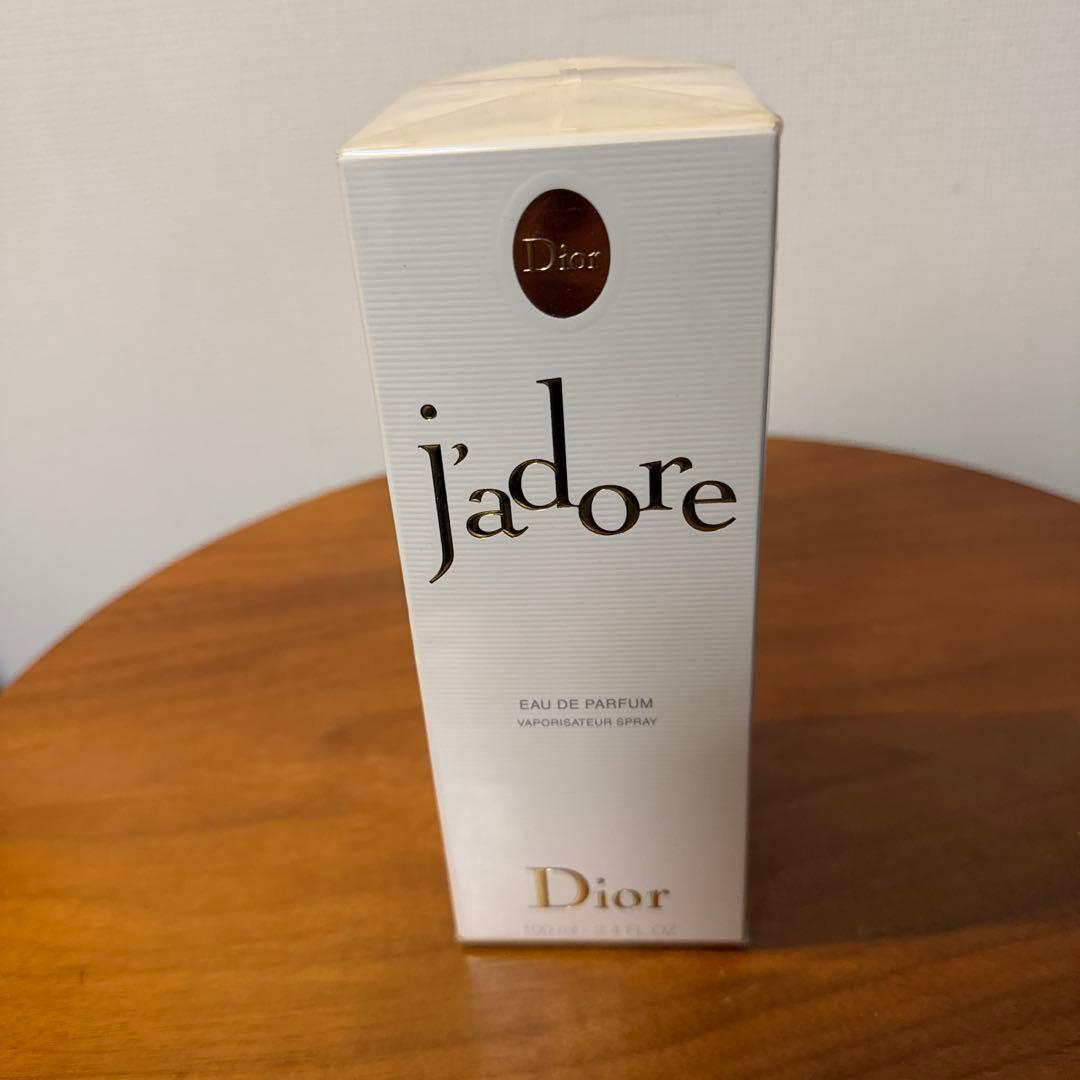 Dior
j'adore
EAU DE PARFUM
VAPORISATEUR SPRAY
Dior
100 ml - 3.4 FL.OZ